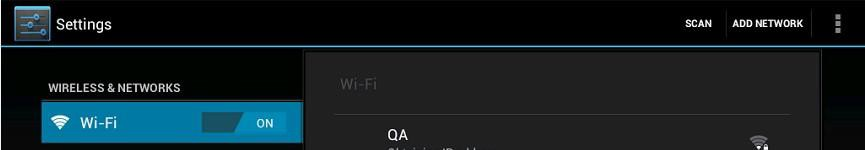 Settings
SCAN
ADD NETWORK
WIRELESS & NETWORKS
Wi-Fi
ON
Wi-Fi
QA